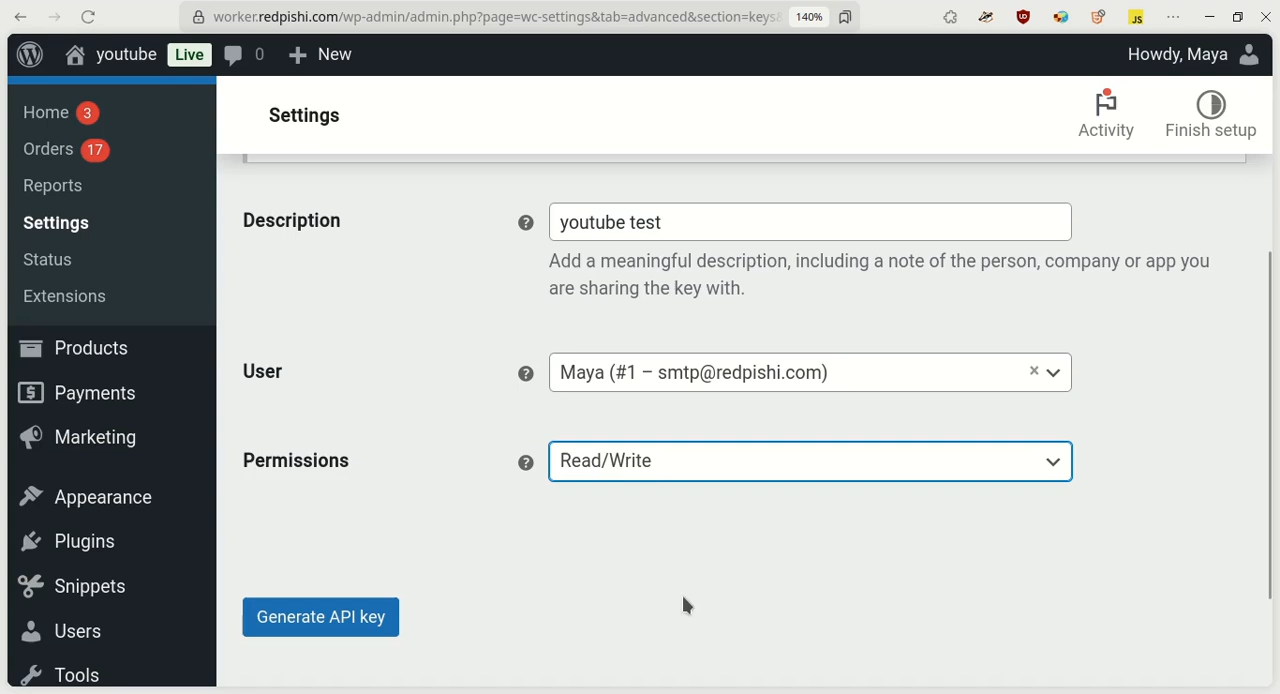 worker.redpishi.com/wp-admin/admin.php?page=wc-settings&tab=advanced&section=keys&
140%
JS
youtube
Live
0
New
Howdy, Maya
Home 3
Orders 17
Reports
Settings
Status
Extensions
Products
Payments
Marketing
Appearance
Plugins
Snippets
Users
Tools
Settings
Activity
Finish setup
Description
youtube test
Add a meaningful description, including a note of the person, company or app you
are sharing the key with.
User
Maya (#1 – smtp@redpishi.com)
×
Permissions
Read/Write
Generate API key